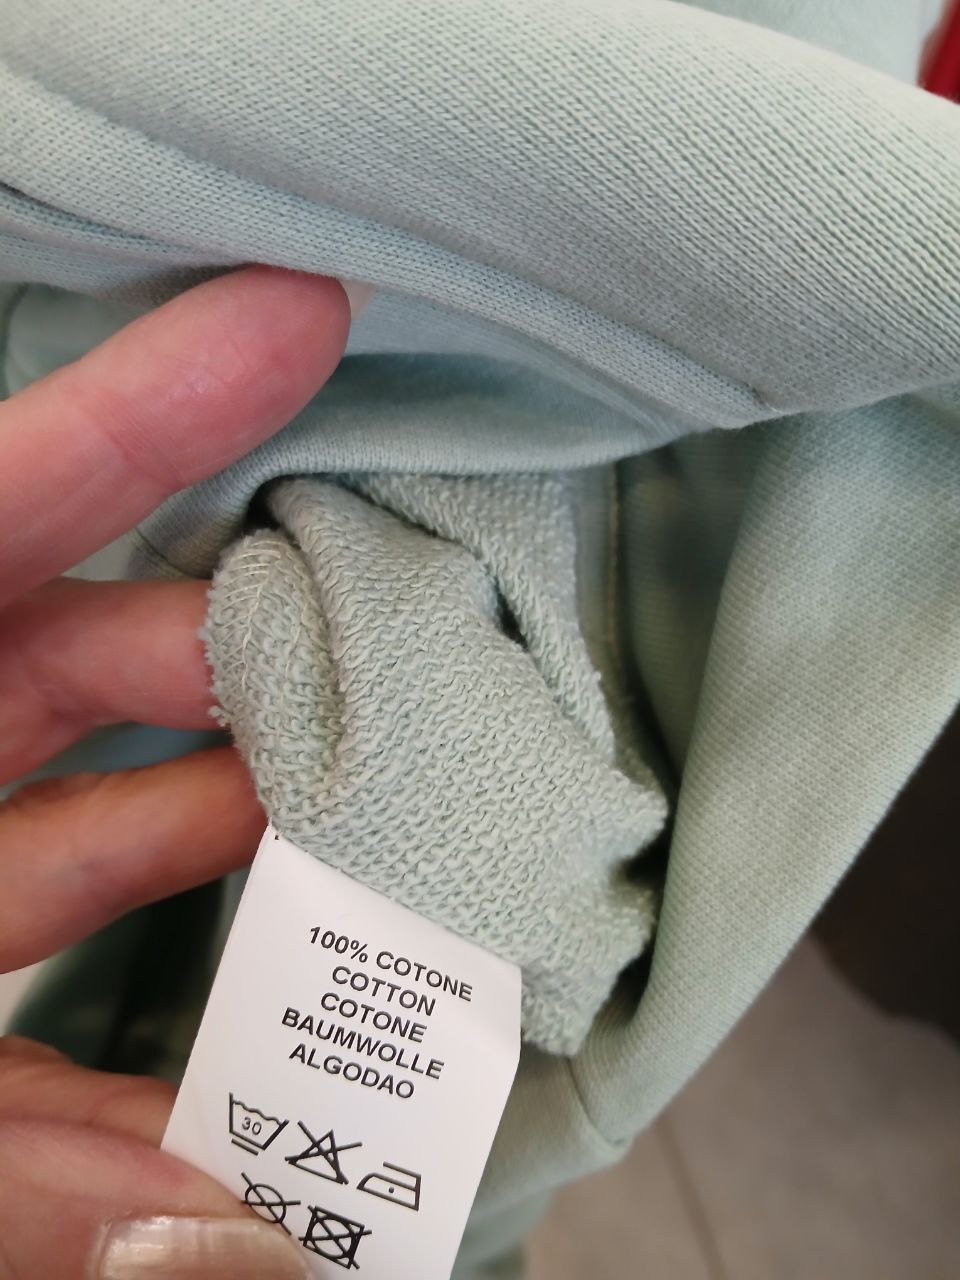 100% COTONE
COTTON
COTONE
BAUMWOLLE
ALGODAO
30